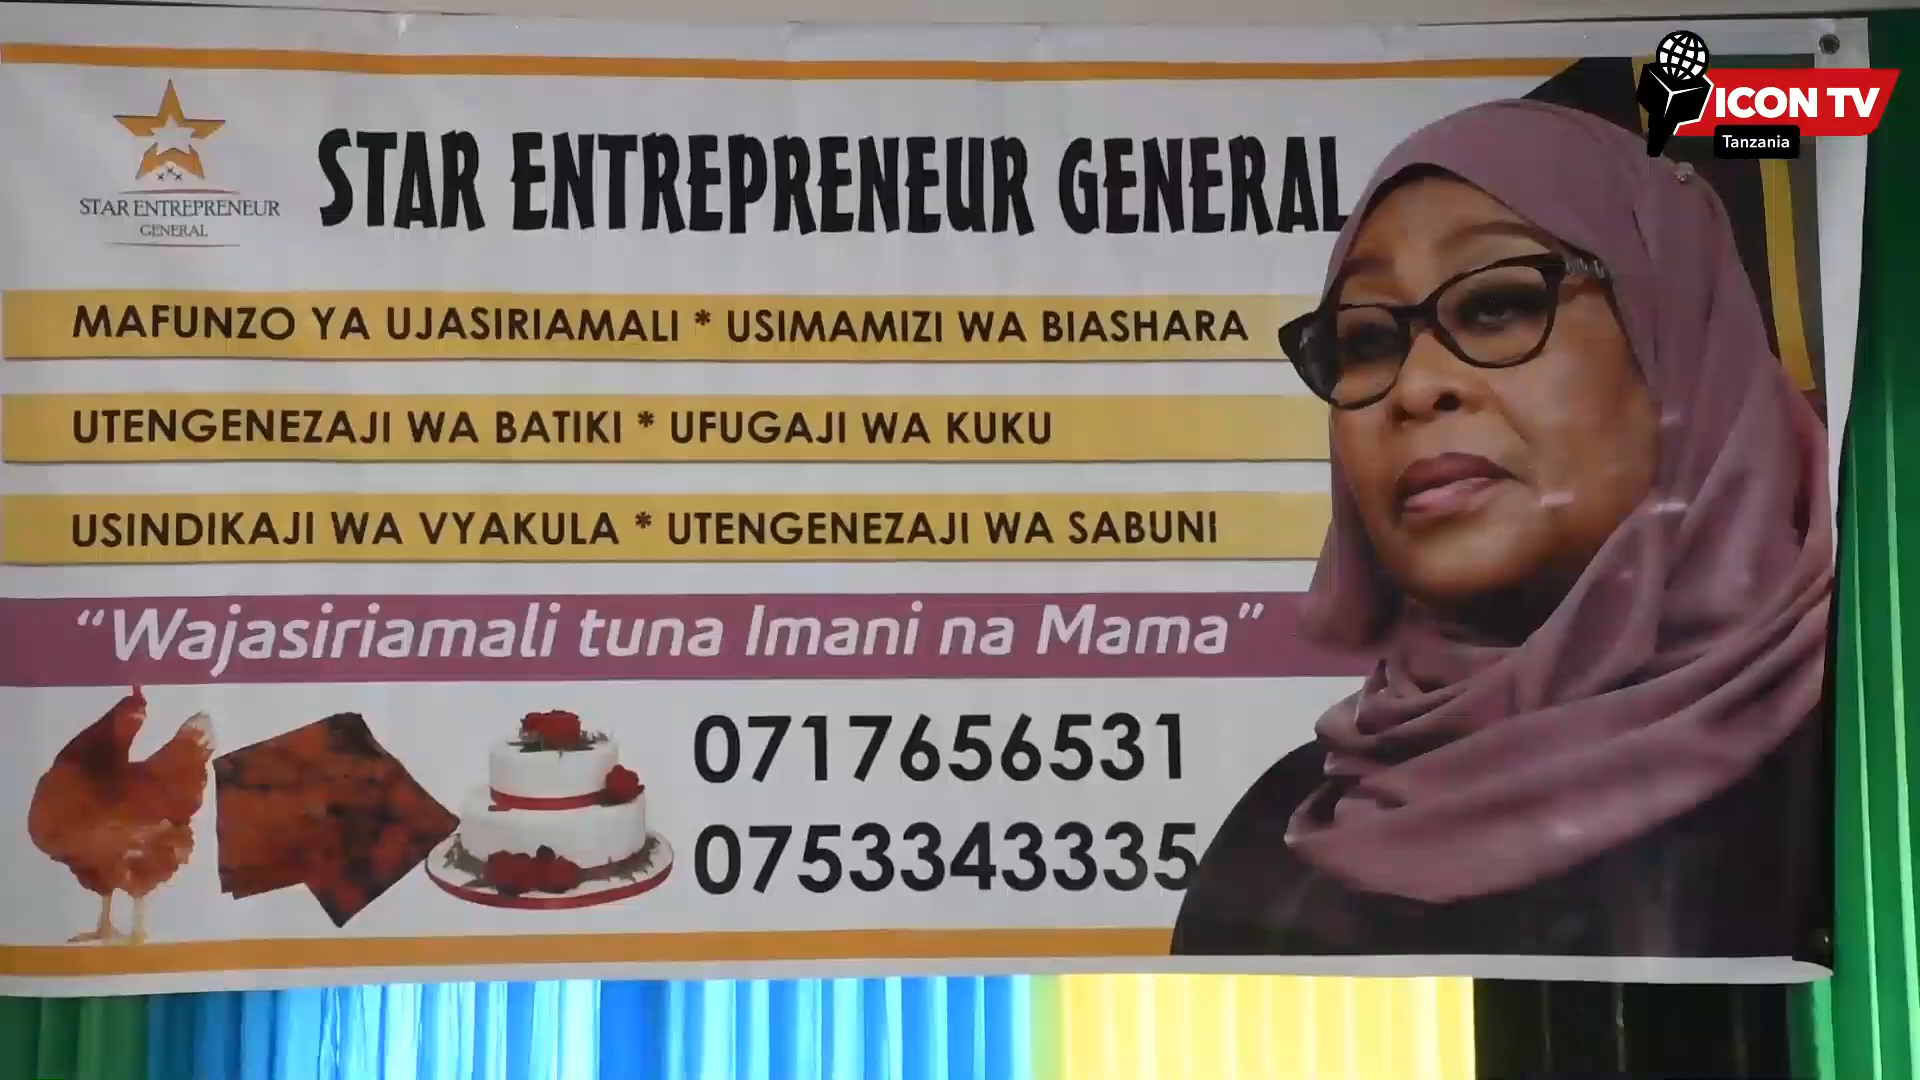 ICON TV
Tanzania
STAR ENTREPRENEUR
GENERAL
STAR ENTREPRENEUR GENERAL
MAFUNZO YA UJASIRIAMALI * USIMAMIZI WA BIASHARA
UTENGENEZAJI WA BATIKI * UFUGAJI WA KUKU
USINDIKAJI WA VYAKULA * UTENGENEZAJI WA SABUNI
“Wajasiriamali tuna Imani na Mama”
0717656531
0753343335